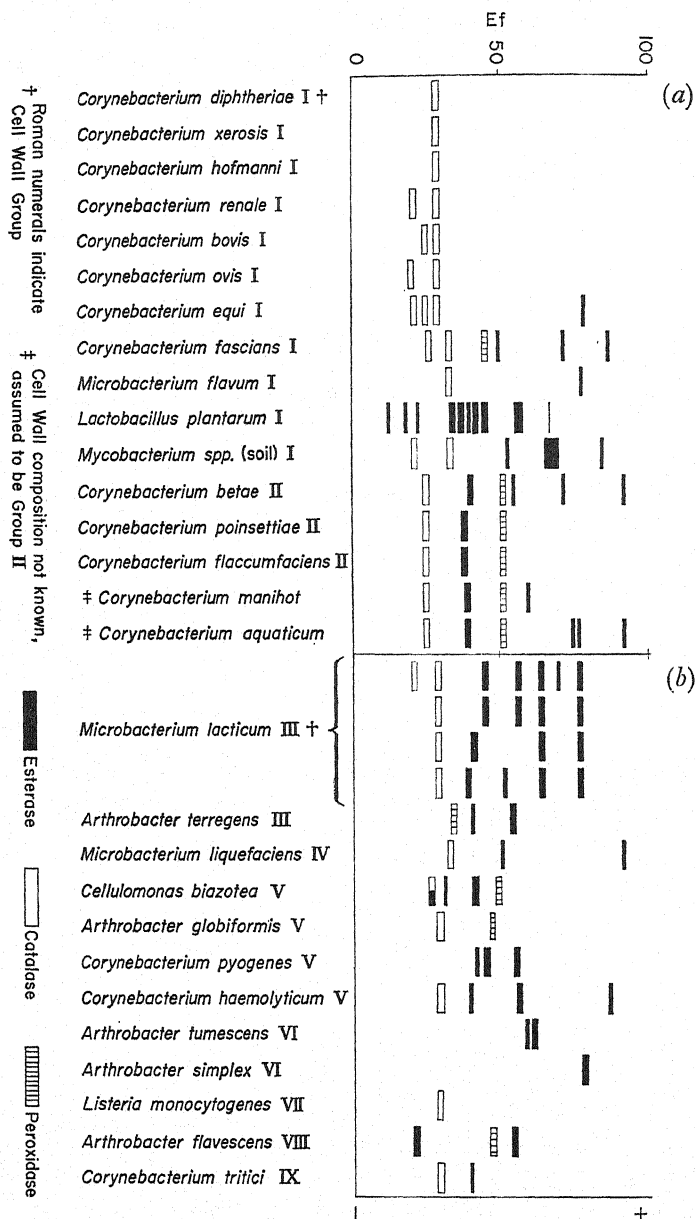 Ef
0 50 100
(a)
Corynebacterium diphtheriae I †
Corynebacterium xerosis I
Corynebacterium hofmanni I
Corynebacterium renale I
Corynebacterium bovis I
Corynebacterium ovis I
Corynebacterium equi I
Corynebacterium fascians I
Microbacterium flavum I
Lactobacillus plantarum I
Mycobacterium spp. (soil) I
Corynebacterium betae II
Corynebacterium poinsettiae II
Corynebacterium flaccumfaciens II
‡ Corynebacterium manihot
‡ Corynebacterium aquaticum
(b)
Microbacterium lacticum III †
Arthrobacter terregens III
Microbacterium liquefaciens IV
Cellulomonas biazotea V
Arthrobacter globiformis V
Corynebacterium pyogenes V
Corynebacterium haemolyticum V
Arthrobacter tumescens VI
Arthrobacter simplex VI
Listeria monocytogenes VII
Arthrobacter flavescens VIII
Corynebacterium tritici IX
− +
† Roman numerals indicate
Cell Wall Group
‡ Cell Wall composition not known,
assumed to be Group II
Esterase
Catalase
Peroxidase